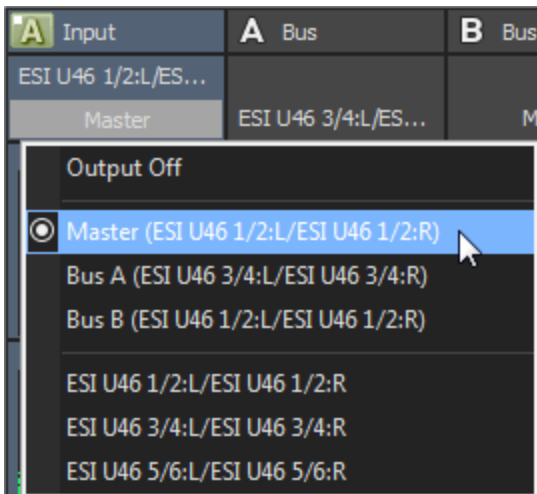 A Input A Bus B Bus
ESI U46 1/2:L/ES...
Master ESI U46 3/4:L/ES... M
Output Off
Master (ESI U46 1/2:L/ESI U46 1/2:R)
Bus A (ESI U46 3/4:L/ESI U46 3/4:R)
Bus B (ESI U46 1/2:L/ESI U46 1/2:R)
ESI U46 1/2:L/ESI U46 1/2:R
ESI U46 3/4:L/ESI U46 3/4:R
ESI U46 5/6:L/ESI U46 5/6:R